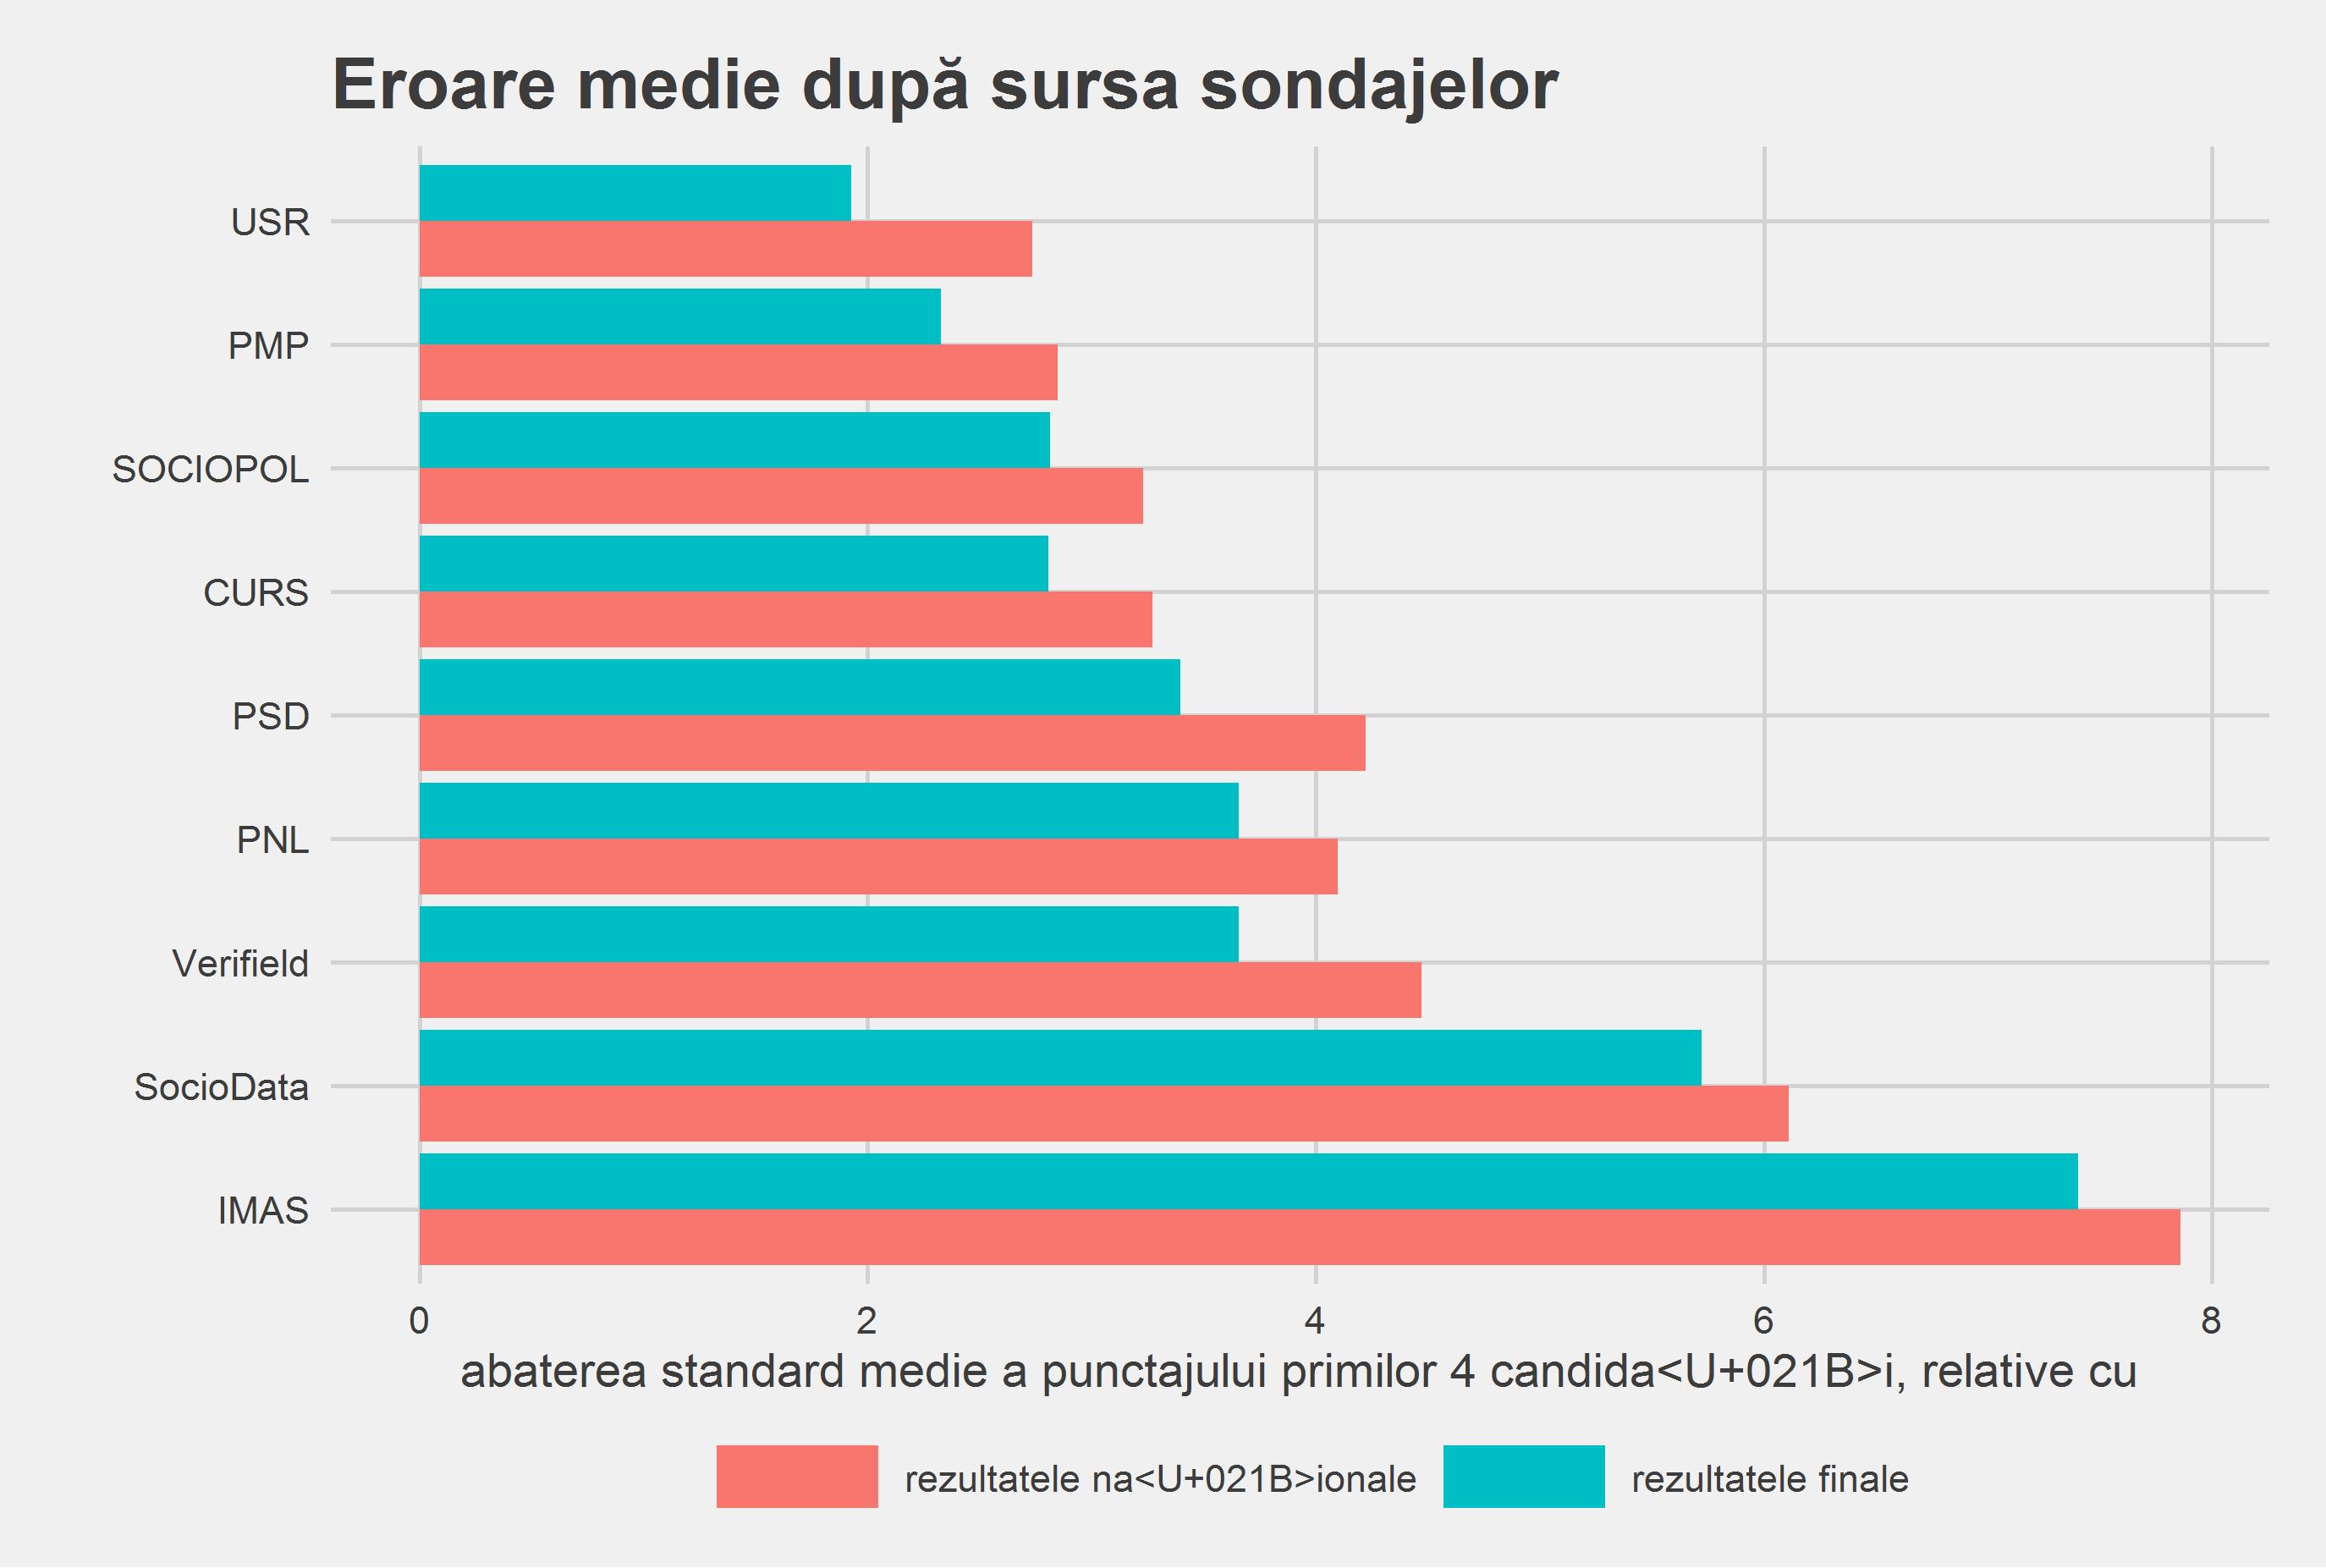 Eroare medie după sursa sondajelor
USR
PMP
SOCIOPOL
CURS
PSD
PNL
Verifield
SocioData
IMAS
0 2 4 6 8
abaterea standard medie a punctajului primilor 4 candida<U+021B>i, relative cu
rezultatele na<U+021B>ionale rezultatele finale